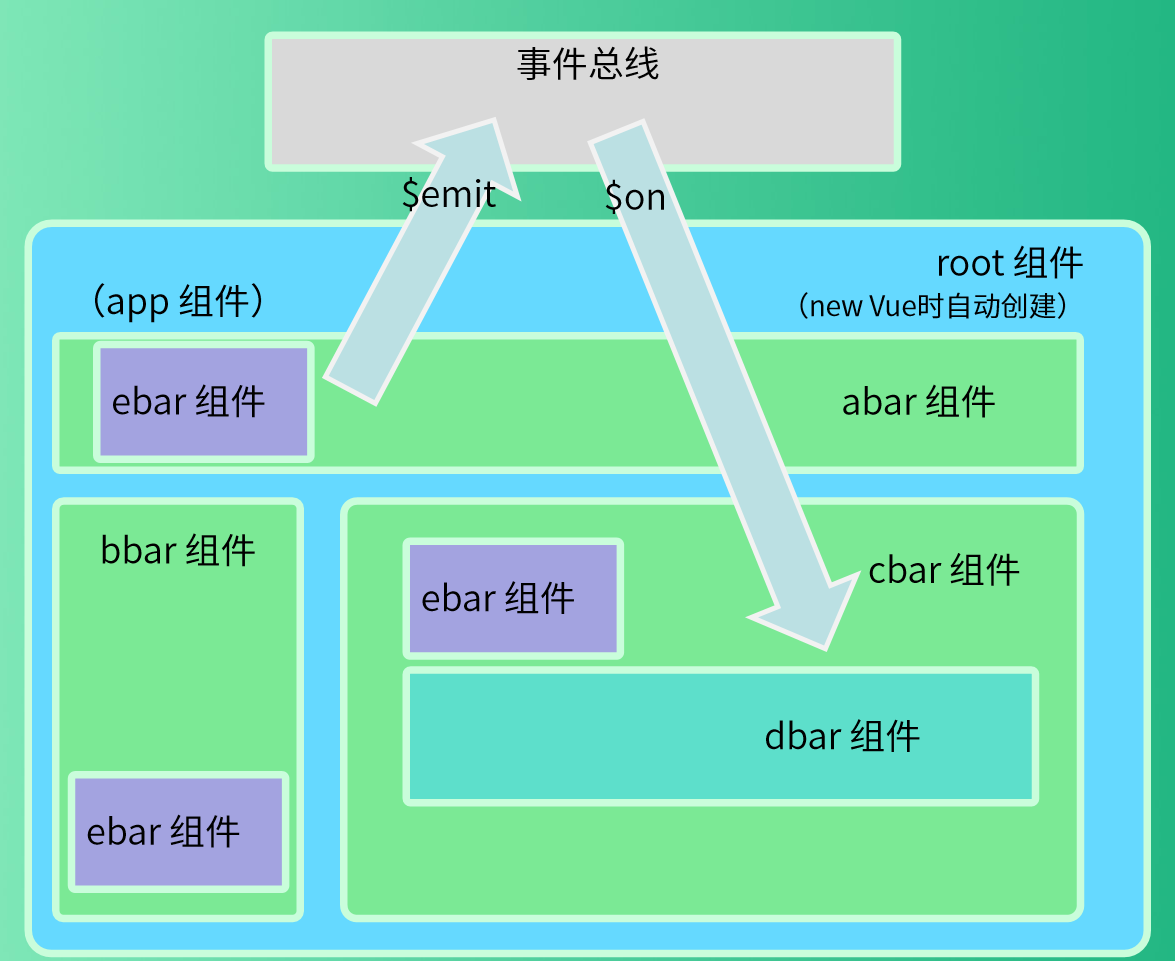 事件总线
$emit
$on
root 组件
（new Vue时自动创建）
（app 组件）
ebar 组件
abar 组件
bbar 组件
cbar 组件
ebar 组件
dbar 组件
ebar 组件